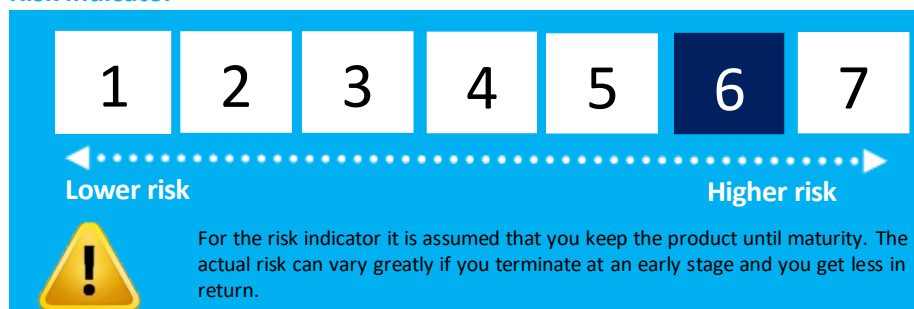 1 2 3 4 5 6 7
Lower risk Higher risk
!
For the risk indicator it is assumed that you keep the product until maturity. The
actual risk can vary greatly if you terminate at an early stage and you get less in
return.